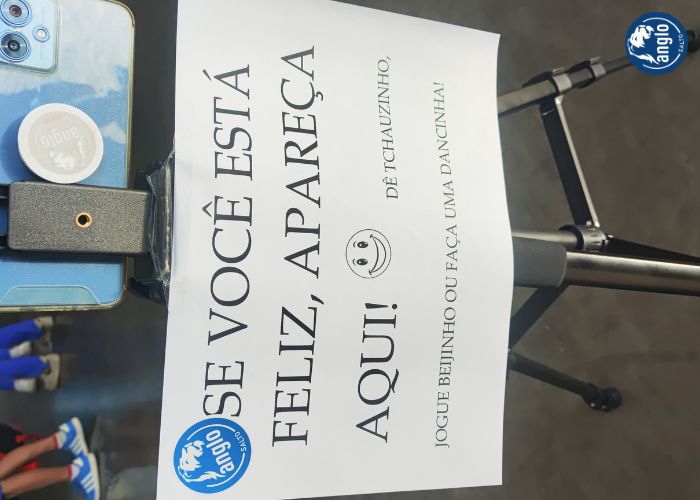 SE VOCÊ ESTÁ
FELIZ, APAREÇA
AQUI!
DÊ TCHAUZINHO,
JOGUE BEIJINHO OU FAÇA UMA DANCINHA!
anglo
SALTO
anglo
anglo
SALTO